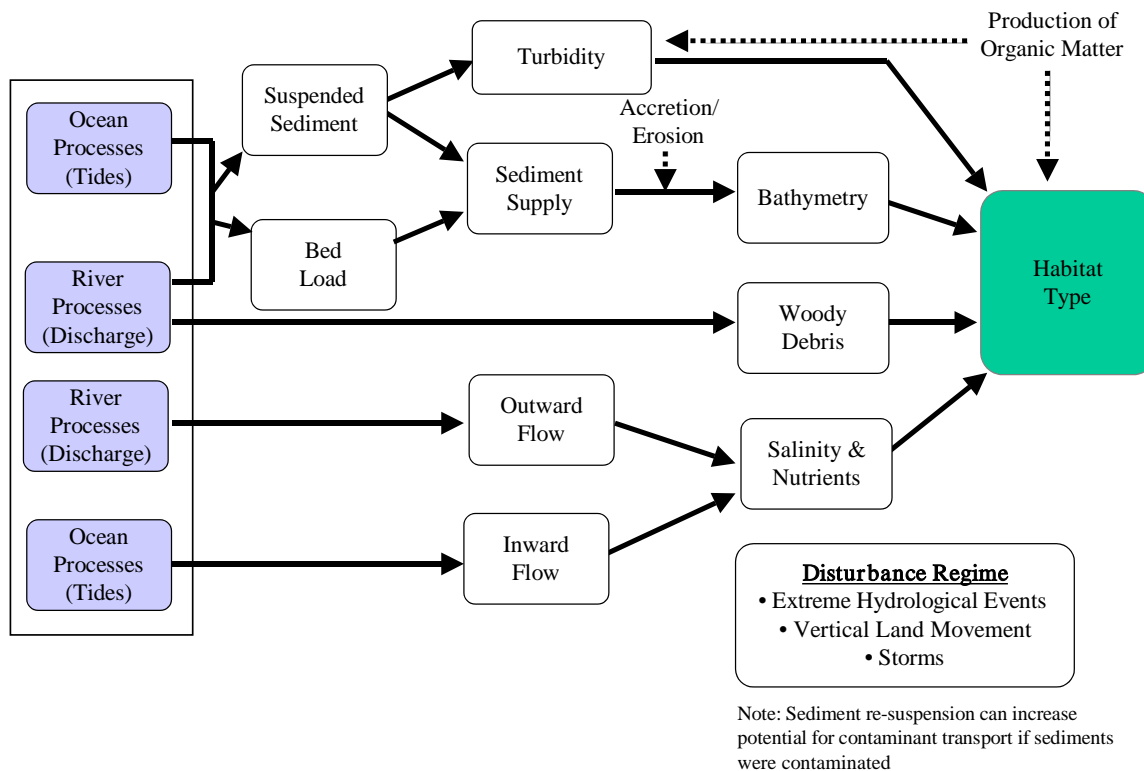 Production of
Organic Matter
Turbidity
Suspended
Sediment
Accretion/
Erosion
Ocean
Processes
(Tides)
Sediment
Supply
Bathymetry
Bed
Load
Habitat
Type
River
Processes
(Discharge)
Woody
Debris
River
Processes
(Discharge)
Outward
Flow
Salinity &
Nutrients
Ocean
Processes
(Tides)
Inward
Flow
Disturbance Regime
• Extreme Hydrological Events
• Vertical Land Movement
• Storms
Note: Sediment re-suspension can increase
potential for contaminant transport if sediments
were contaminated